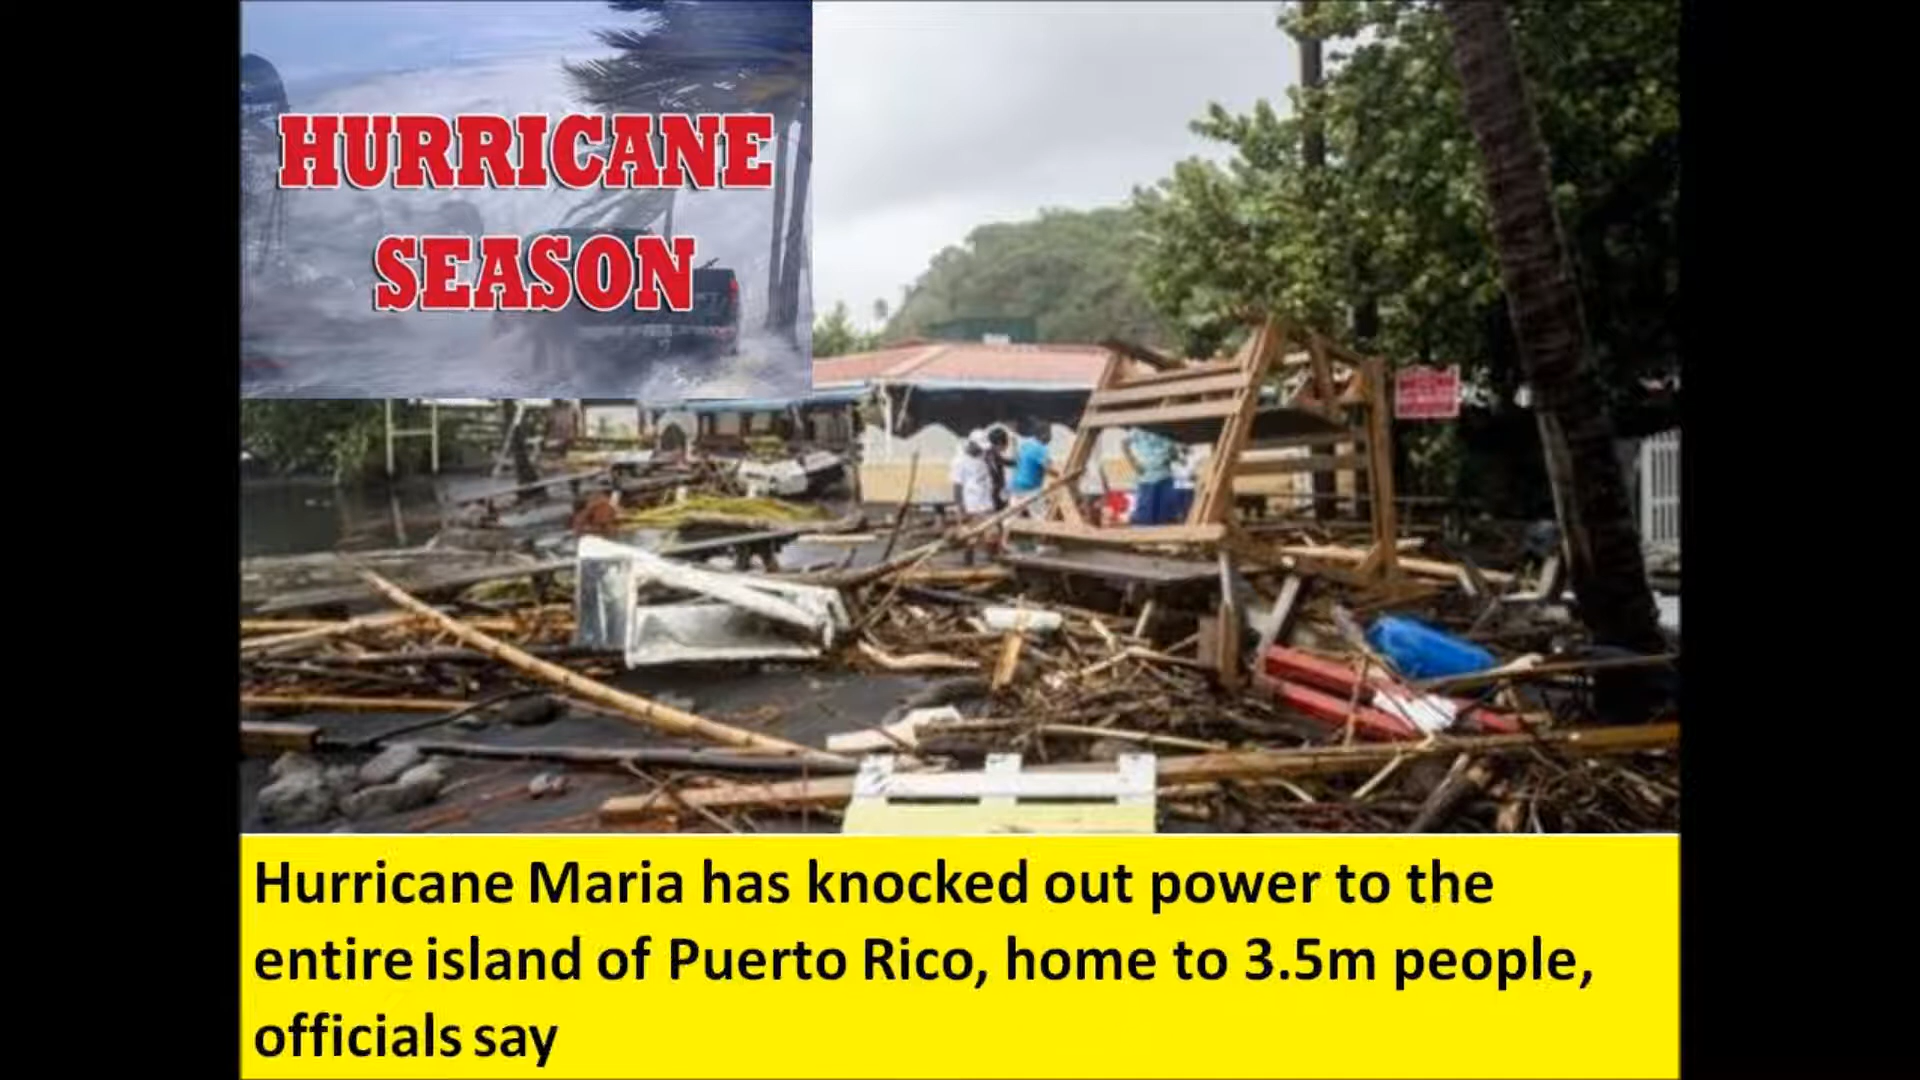 HURRICANE
SEASON
Hurricane Maria has knocked out power to the
entire island of Puerto Rico, home to 3.5m people,
officials say